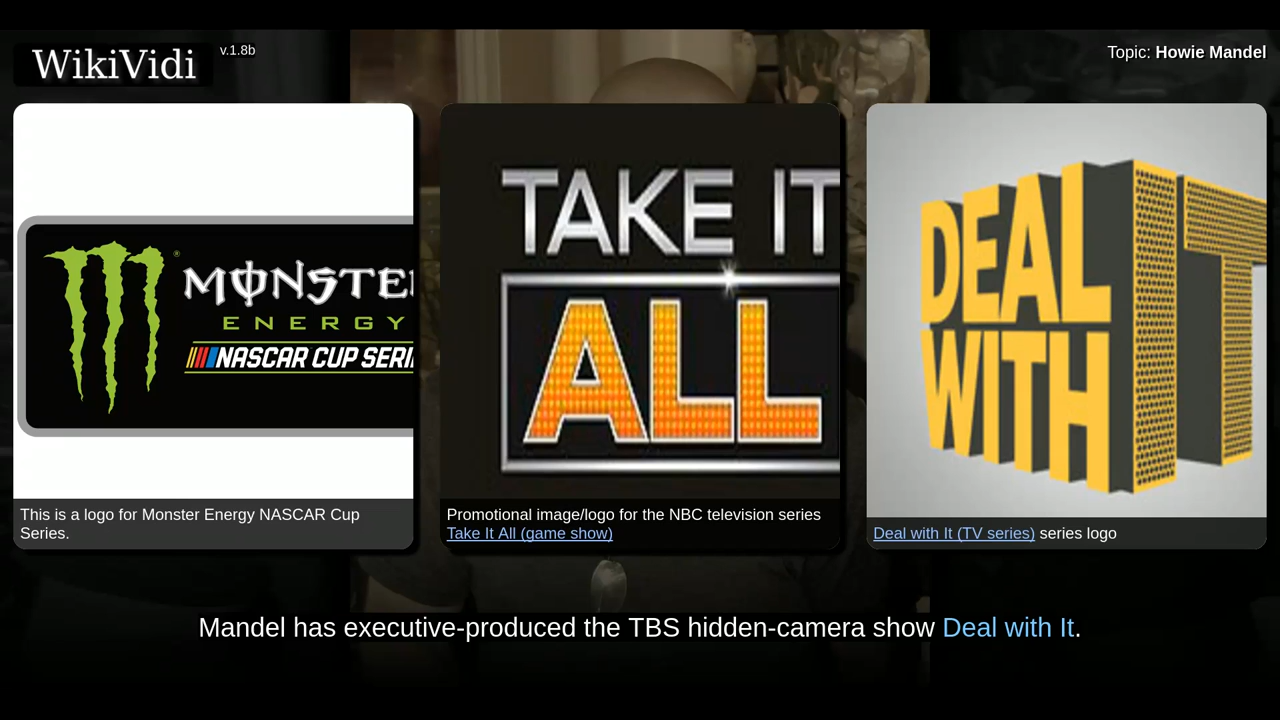 WikiVidi
v.1.8b
Topic: Howie Mandel
MONSTE
ENERGY
NASCAR CUP SERI
This is a logo for Monster Energy NASCAR Cup
Series.
TAKE IT
ALL
Promotional image/logo for the NBC television series
Take It All (game show)
DEAL
WITH
IT
Deal with It (TV series) series logo
Mandel has executive-produced the TBS hidden-camera show Deal with It.